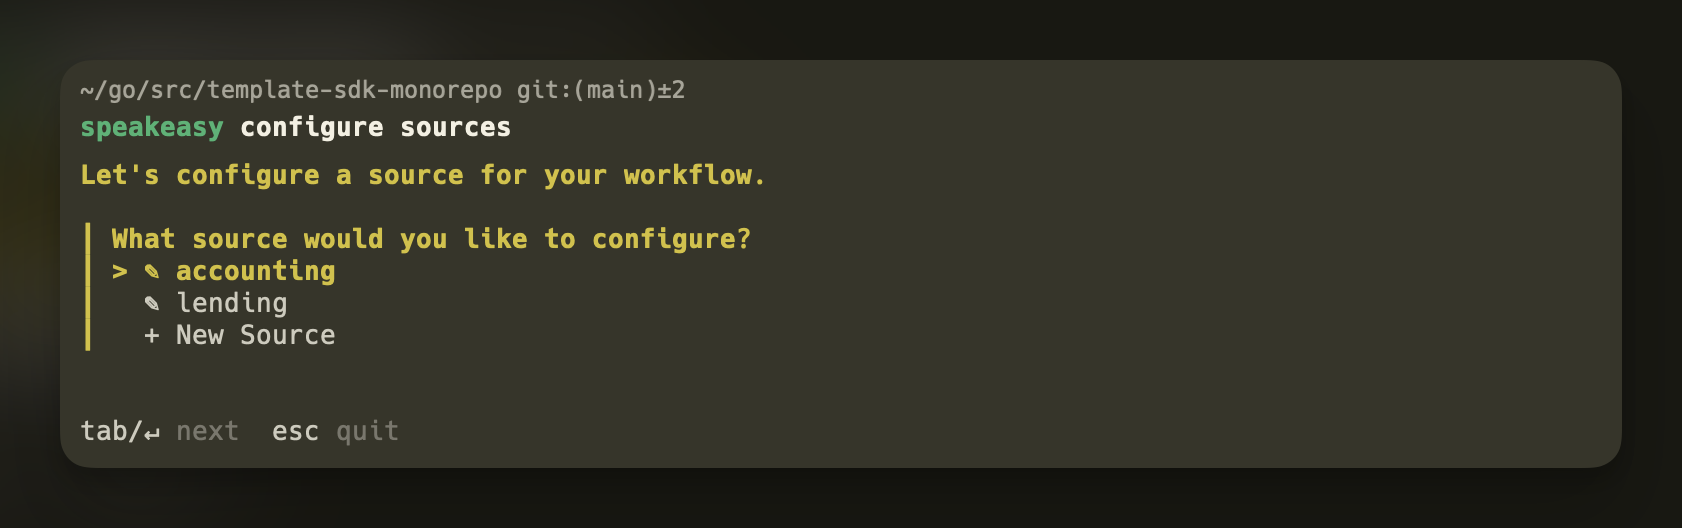 ~/go/src/template-sdk-monorepo git:(main)±2
speakeasy configure sources
Let's configure a source for your workflow.
What source would you like to configure?
> ✎ accounting
✎ lending
+ New Source
tab/↵ next esc quit